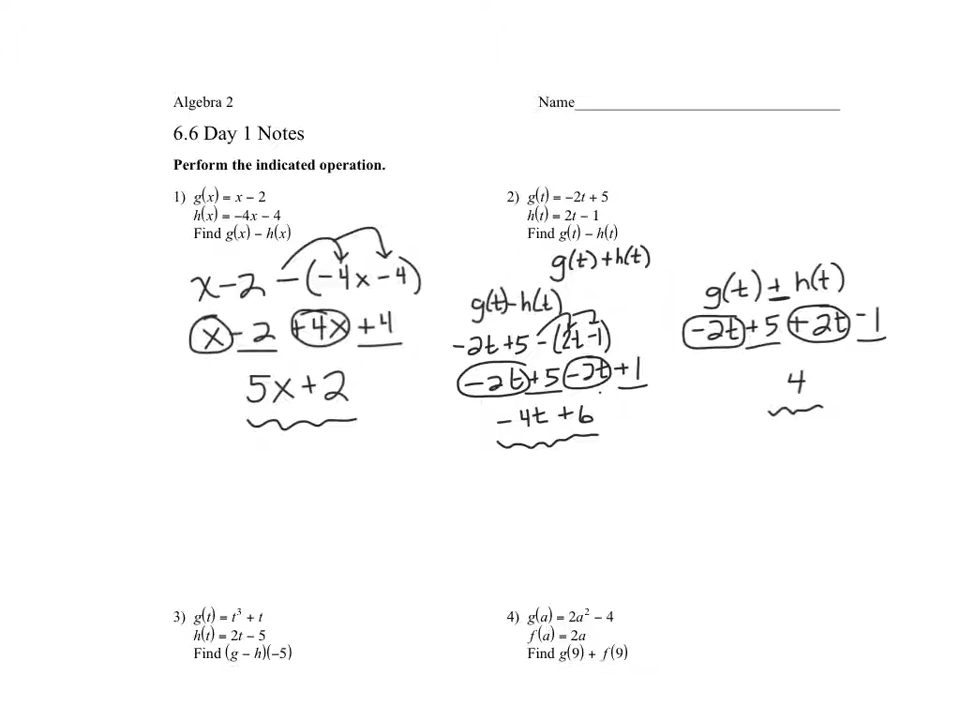 Algebra 2
Name
6.6 Day 1 Notes
Perform the indicated operation.
1) g(x) = x − 2
h(x) = −4x − 4
Find g(x) − h(x)
x − 2 − (−4x − 4)
x − 2 + 4x + 4
5x + 2
2) g(t) = −2t + 5
h(t) = 2t − 1
Find g(t) − h(t)
g(t) + h(t)
g(t) − h(t)
−2t + 5 − (2t − 1)
−2t + 5 − 2t + 1
−4t + 6
g(t) + h(t)
−2t + 5 + 2t − 1
4
3) g(t) = t³ + t
h(t) = 2t − 5
Find (g − h)(−5)
4) g(a) = 2a² − 4
f(a) = 2a
Find g(9) + f(9)